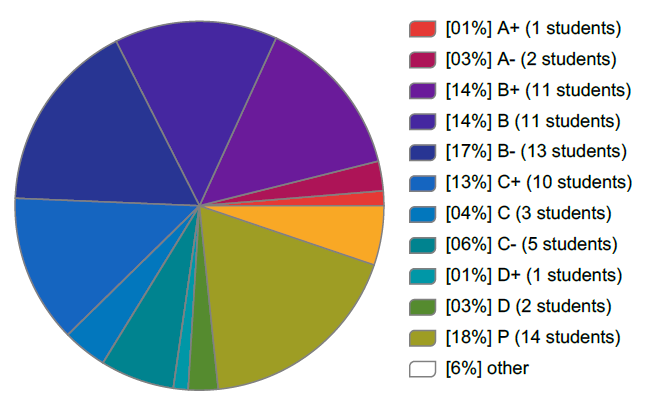 [01%] A+ (1 students)
[03%] A- (2 students)
[14%] B+ (11 students)
[14%] B (11 students)
[17%] B- (13 students)
[13%] C+ (10 students)
[04%] C (3 students)
[06%] C- (5 students)
[01%] D+ (1 students)
[03%] D (2 students)
[18%] P (14 students)
[6%] other